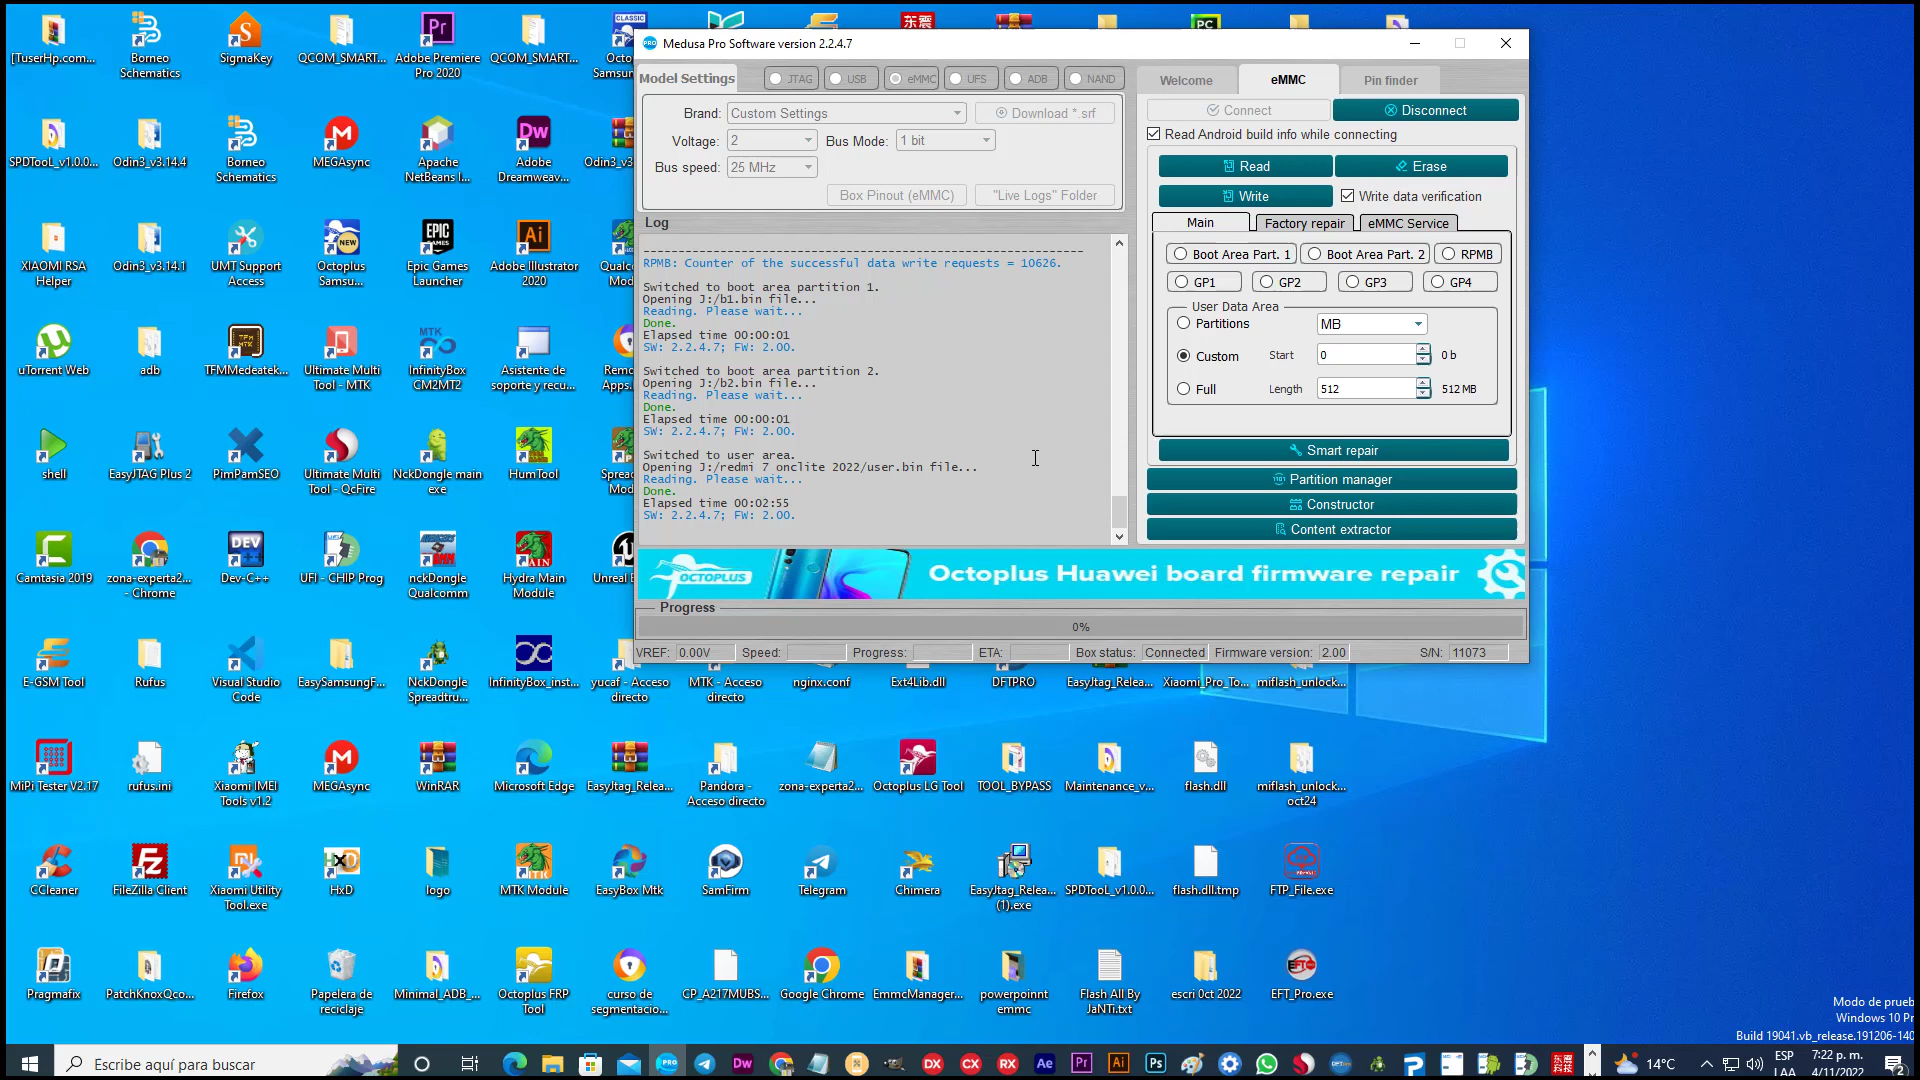 [TuserHp.com...
Borneo Schematics
SigmaKey
QCOM_SMART...
Adobe Premiere Pro 2020
QCOM_SMART...
CLASSIC
Medusa Pro Software version 2.2.4.7
Model Settings
JTAG
USB
eMMC
UFS
ADB
NAND
Welcome
eMMC
Pin finder
Brand:
Custom Settings
Download *.srf
Connect
Disconnect
Voltage:
2
Bus Mode:
1 bit
Read Android build info while connecting
Bus speed:
25 MHz
Read
Erase
Box Pinout (eMMC)
"Live Logs" Folder
Write
Write data verification
Log
Main
Factory repair
eMMC Service
RPMB: Counter of the successful data write requests = 10626.
Switched to boot area partition 1.
Opening J:/b1.bin file...
Reading. Please wait...
Done.
Elapsed time 00:00:01
SW: 2.2.4.7; FW: 2.00.
Switched to boot area partition 2.
Opening J:/b2.bin file...
Reading. Please wait...
Done.
Elapsed time 00:00:01
SW: 2.2.4.7; FW: 2.00.
Switched to user area.
Opening J:/redmi 7 onclite 2022/user.bin file...
Reading. Please wait...
Done.
Elapsed time 00:02:55
SW: 2.2.4.7; FW: 2.00.
Boot Area Part. 1
Boot Area Part. 2
RPMB
GP1
GP2
GP3
GP4
User Data Area
Partitions
MB
Custom
Start
0
0 b
Full
Length
512
512 MB
Smart repair
Partition manager
Constructor
Content extractor
OCTOPLUS
Octoplus Huawei board firmware repair
Progress
0%
VREF:
0.00V
Speed:
Progress:
ETA:
Box status:
Connected
Firmware version:
2.00
S/N:
11073
SPDTooL_v1.0.0...
Odin3_v3.14.4
Borneo Schematics
MEGAsync
Apache NetBeans I...
Adobe Dreamweav...
Odin3_v3
XIAOMI RSA Helper
Odin3_v3.14.1
UMT Support Access
Octoplus Samsu...
Epic Games Launcher
Adobe Illustrator 2020
uTorrent Web
adb
TFMMedeatek...
Ultimate Multi Tool - MTK
InfinityBox CM2MT2
Asistente de soporte y recu...
shell
EasyJTAG Plus 2
PimPamSEO
Ultimate Multi Tool - QcFire
NckDongle main exe
HumTool
Camtasia 2019
zona-experta2... - Chrome
Dev-C++
UFI - CHIP Prog
nckDongle Qualcomm
Hydra Main Module
E-GSM Tool
Rufus
Visual Studio Code
EasySamsungF...
NckDongle Spreadtru...
InfinityBox_inst...
yucaf - Acceso directo
MTK - Acceso directo
nginx.conf
Ext4Lib.dll
DFTPRO
EasyJtag_Relea...
Xiaomi_Pro_To...
miflash_unlock...
MiPi Tester V2.17
rufus.ini
Xiaomi IMEI Tools v1.2
MEGAsync
WinRAR
Microsoft Edge
EasyJtag_Relea...
Pandora - Acceso directo
zona-experta2...
Octoplus LG Tool
TOOL_BYPASS
Maintenance_v...
flash.dll
miflash_unlock... oct24
CCleaner
FileZilla Client
Xiaomi Utility Tool.exe
HxD
logo
MTK Module
EasyBox Mtk
SamFirm
Telegram
Chimera
EasyJtag_Relea... (1).exe
SPDTooL_v1.0.0...
flash.dll.tmp
FTP_File.exe
Pragmafix
PatchKnoxQco...
Firefox
Papelera de reciclaje
Minimal_ADB_...
Octoplus FRP Tool
curso de segmentacio...
CP_A217MUBS...
Google Chrome
EmmcManager...
powerpoinnt emmc
Flash All By JaNTi.txt
escri 0ct 2022
EFT_Pro.exe
Modo de prueb
Windows 10 Pr
Build 19041.vb_release.191206-140
Escribe aquí para buscar
14°C
ESP
LAA
7:22 p. m.
4/11/2022